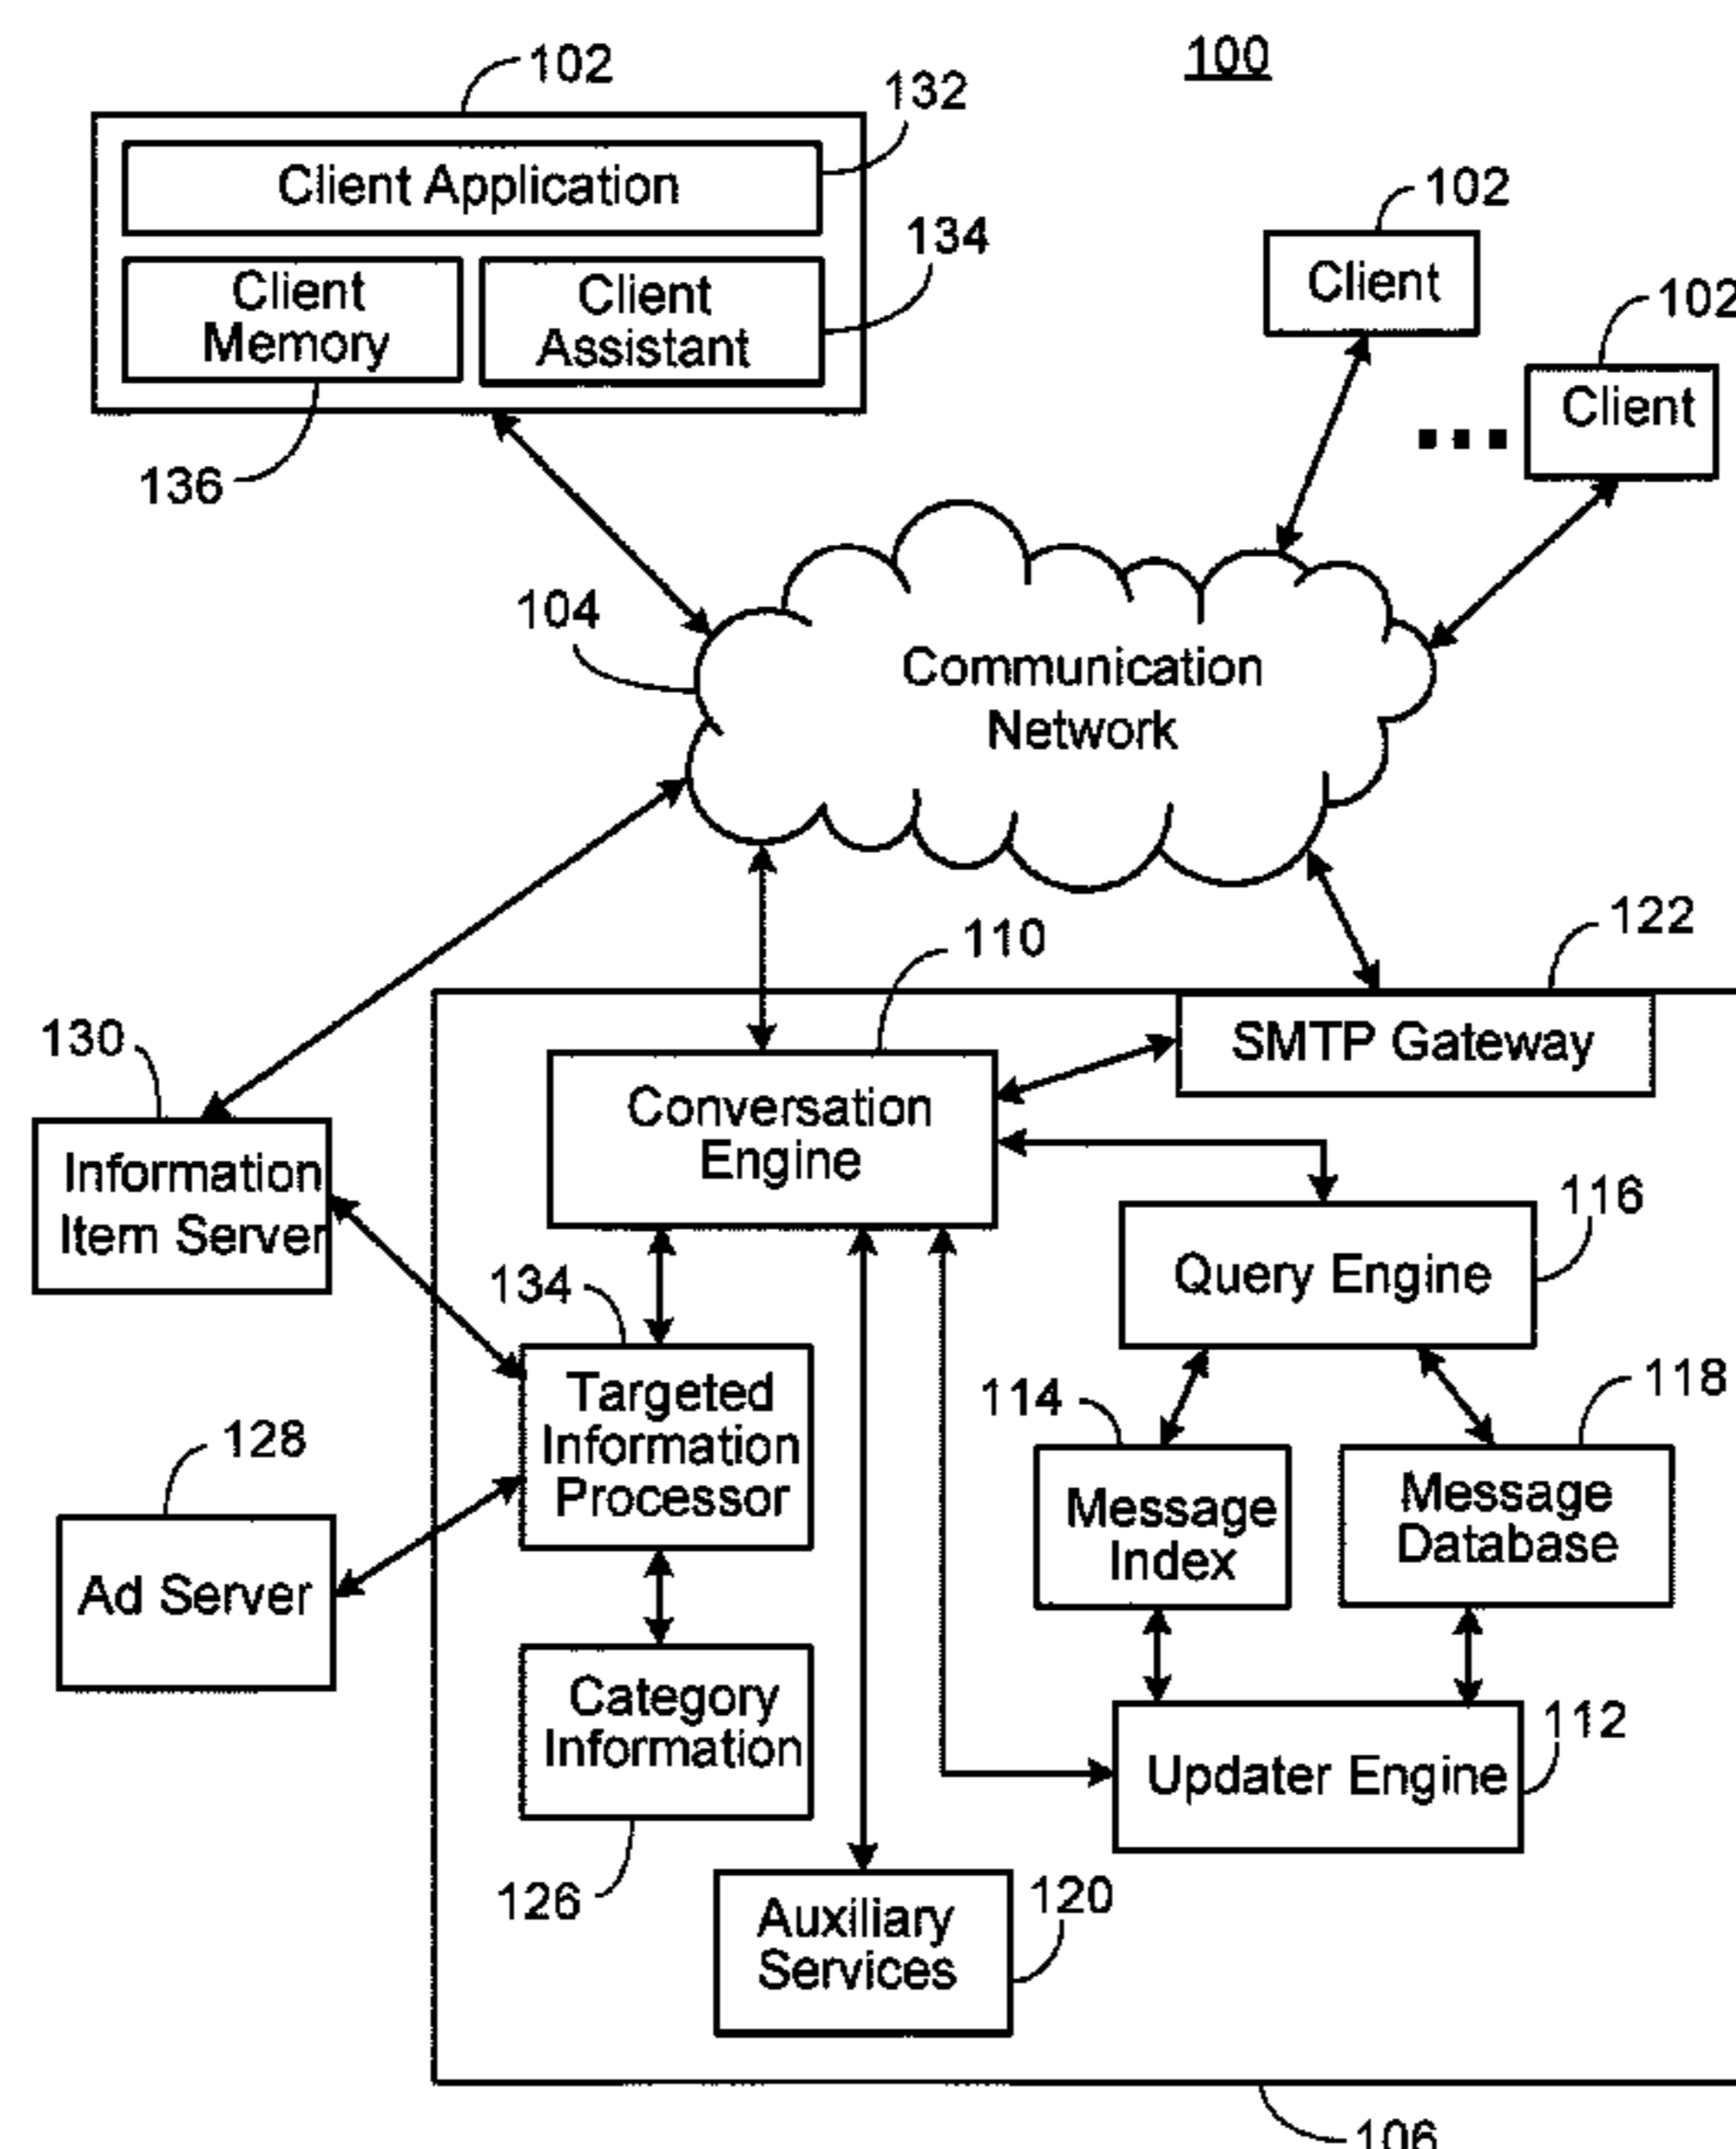 100
102
132
Client Application
134
Client
Memory
Client
Assistant
136
102
Client
102
Client
104
Communication
Network
110
122
SMTP Gateway
130
Information
Item Server
Conversation
Engine
116
Query Engine
134
Targeted
Information
Processor
114
Message
Index
118
Message
Database
128
Ad Server
Category
Information
126
112
Updater Engine
120
Auxiliary
Services
106